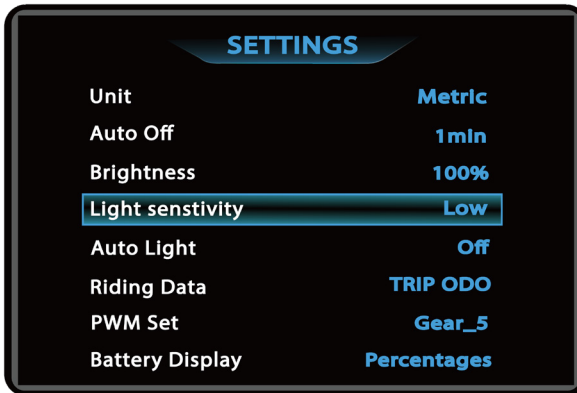 SETTINGS
Unit Metric
Auto Off 1min
Brightness 100%
Light senstivity Low
Auto Light Off
Riding Data TRIP ODO
PWM Set Gear_5
Battery Display Percentages